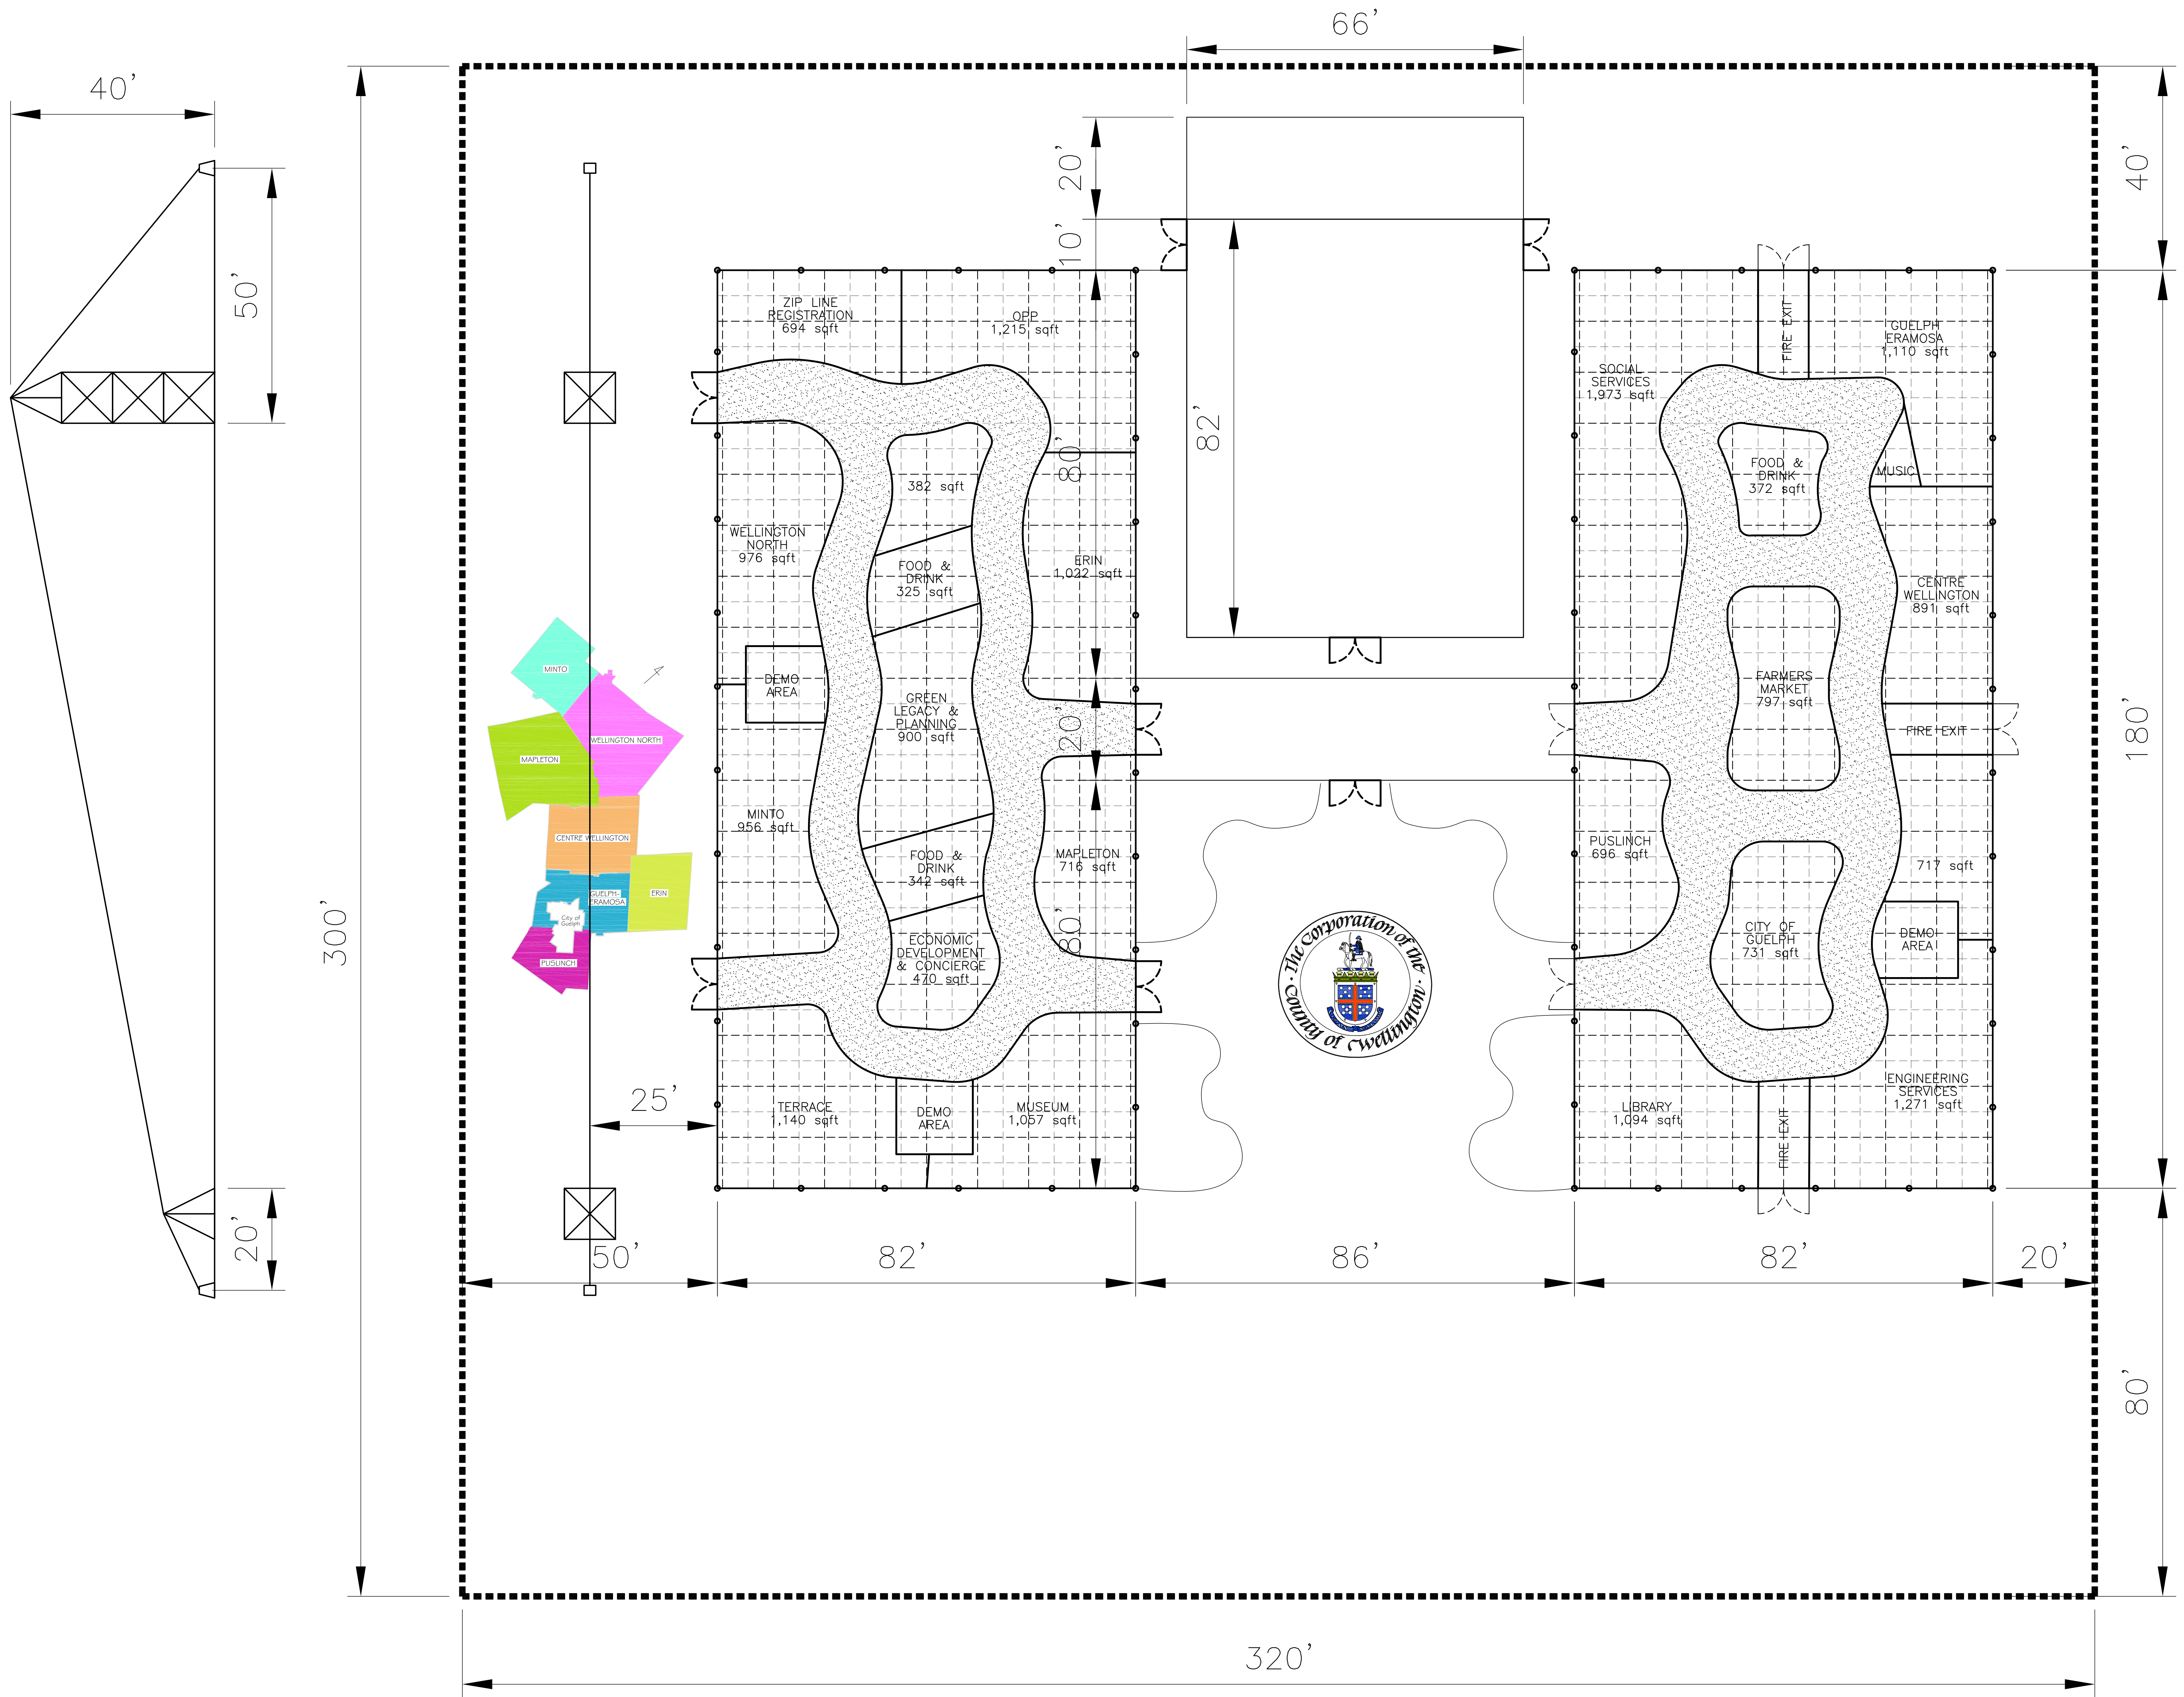 66'
40'
40'
20'
50'
10'
ZIP LINE
REGISTRATION
694 sqft
OPP
1,215 sqft
FIRE EXIT
GUELPH
ERAMOSA
1,110 sqft
SOCIAL
SERVICES
1,973 sqft
82'
80'
382 sqft
FOOD &
DRINK
372 sqft
MUSIC
WELLINGTON
NORTH
976 sqft
FOOD &
DRINK
325 sqft
ERIN
1,022 sqft
CENTRE
WELLINGTON
891 sqft
MINTO
WELLINGTON NORTH
MAPLETON
CENTRE WELLINGTON
GUELPH-
ERAMOSA
ERIN
City of
Guelph
PUSLINCH
A
DEMO
AREA
GREEN
LEGACY &
PLANNING
900 sqft
20'
FARMERS
MARKET
797 sqft
FIRE EXIT
180'
MINTO
956 sqft
FOOD &
DRINK
342 sqft
MAPLETON
716 sqft
80'
PUSLINCH
696 sqft
717 sqft
300'
ECONOMIC
DEVELOPMENT
& CONCIERGE
470 sqft
The Corporation of the
County of Wellington
CITY OF
GUELPH
731 sqft
DEMO
AREA
25'
TERRACE
1,140 sqft
DEMO
AREA
MUSEUM
1,057 sqft
LIBRARY
1,094 sqft
FIRE EXIT
ENGINEERING
SERVICES
1,271 sqft
20'
50'
82'
86'
82'
20'
80'
320'